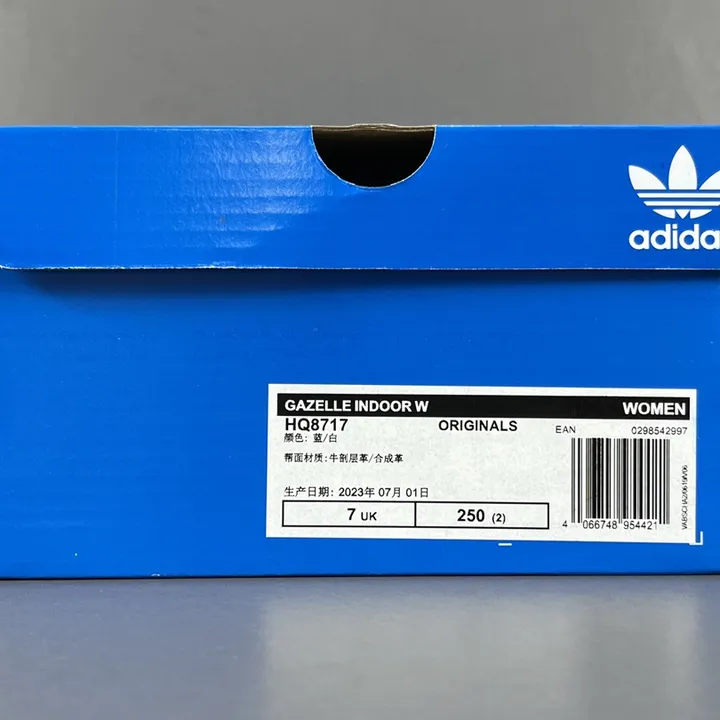 adidas
GAZELLE INDOOR W WOMEN
HQ8717 ORIGINALS EAN 0298542997
颜色: 蓝/白
帮面材质: 牛剖层革/合成革
生产日期: 2023年 07月 01日
7 UK 250 (2)
4 066748 954421